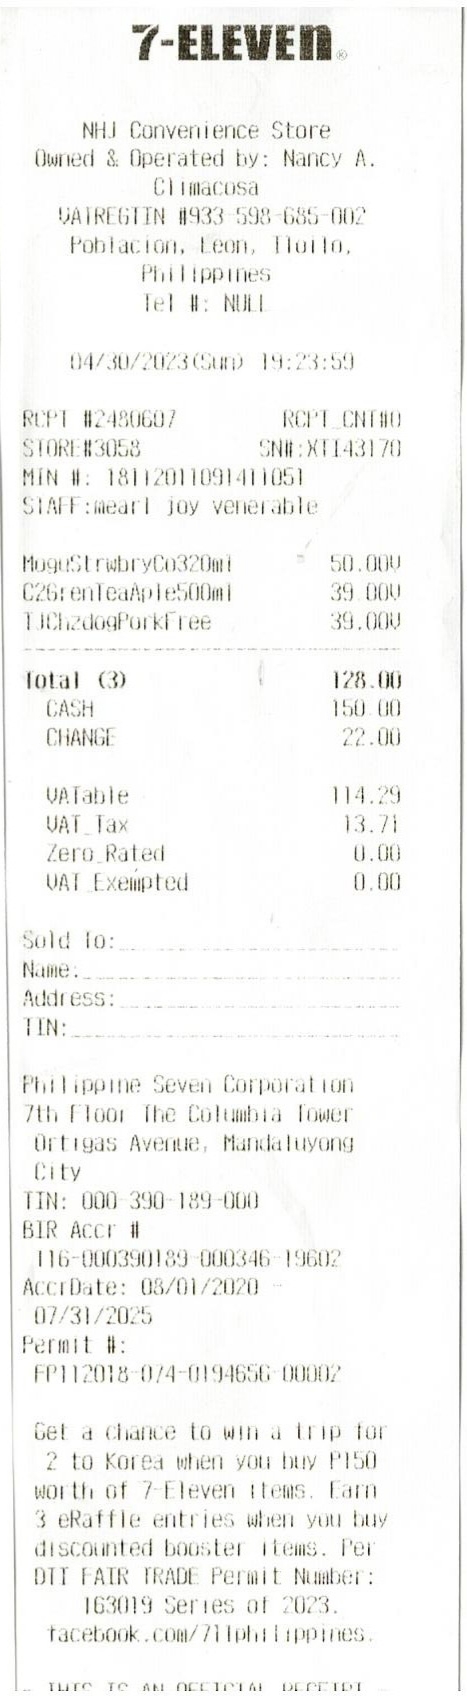 7-ELEVEN®
NHJ Convenience Store
Owned & Operated by: Nancy A.
Climacosa
VATREGTIN #933-598-685-002
Poblacion, Leon, Iloilo,
Philippines
Tel #: NULL
04/30/2023(Sun) 19:23:59
RCPT #2480607 RCPT_CNT#0
STORE#3058 SN#:XTI43170
MIN #: 18112011091411051
STAFF:mearl joy venerable
MoguStrwbryCo320ml 50.00V
C2GrenTeaAple500ml 39.00V
TJChzdogPorkFree 39.00V
Total (3) 128.00
CASH 150.00
CHANGE 22.00
VATable 114.29
VAT_Tax 13.71
Zero_Rated 0.00
VAT_Exempted 0.00
Sold To:
Name:
Address:
TIN:
Philippine Seven Corporation
7th Floor The Columbia Tower
Ortigas Avenue, Mandaluyong
City
TIN: 000-390-189-000
BIR Accr #
116-000390189-000346-19602
AccrDate: 08/01/2020 -
07/31/2025
Permit #:
FP112018-074-0194656-00002
Get a chance to win a trip for
2 to Korea when you buy P150
worth of 7-Eleven items. Earn
3 eRaffle entries when you buy
discounted booster items. Per
DTI FAIR TRADE Permit Number:
163019 Series of 2023.
facebook.com/711philippines.
- THIS IS AN OFFICIAL RECEIPT -